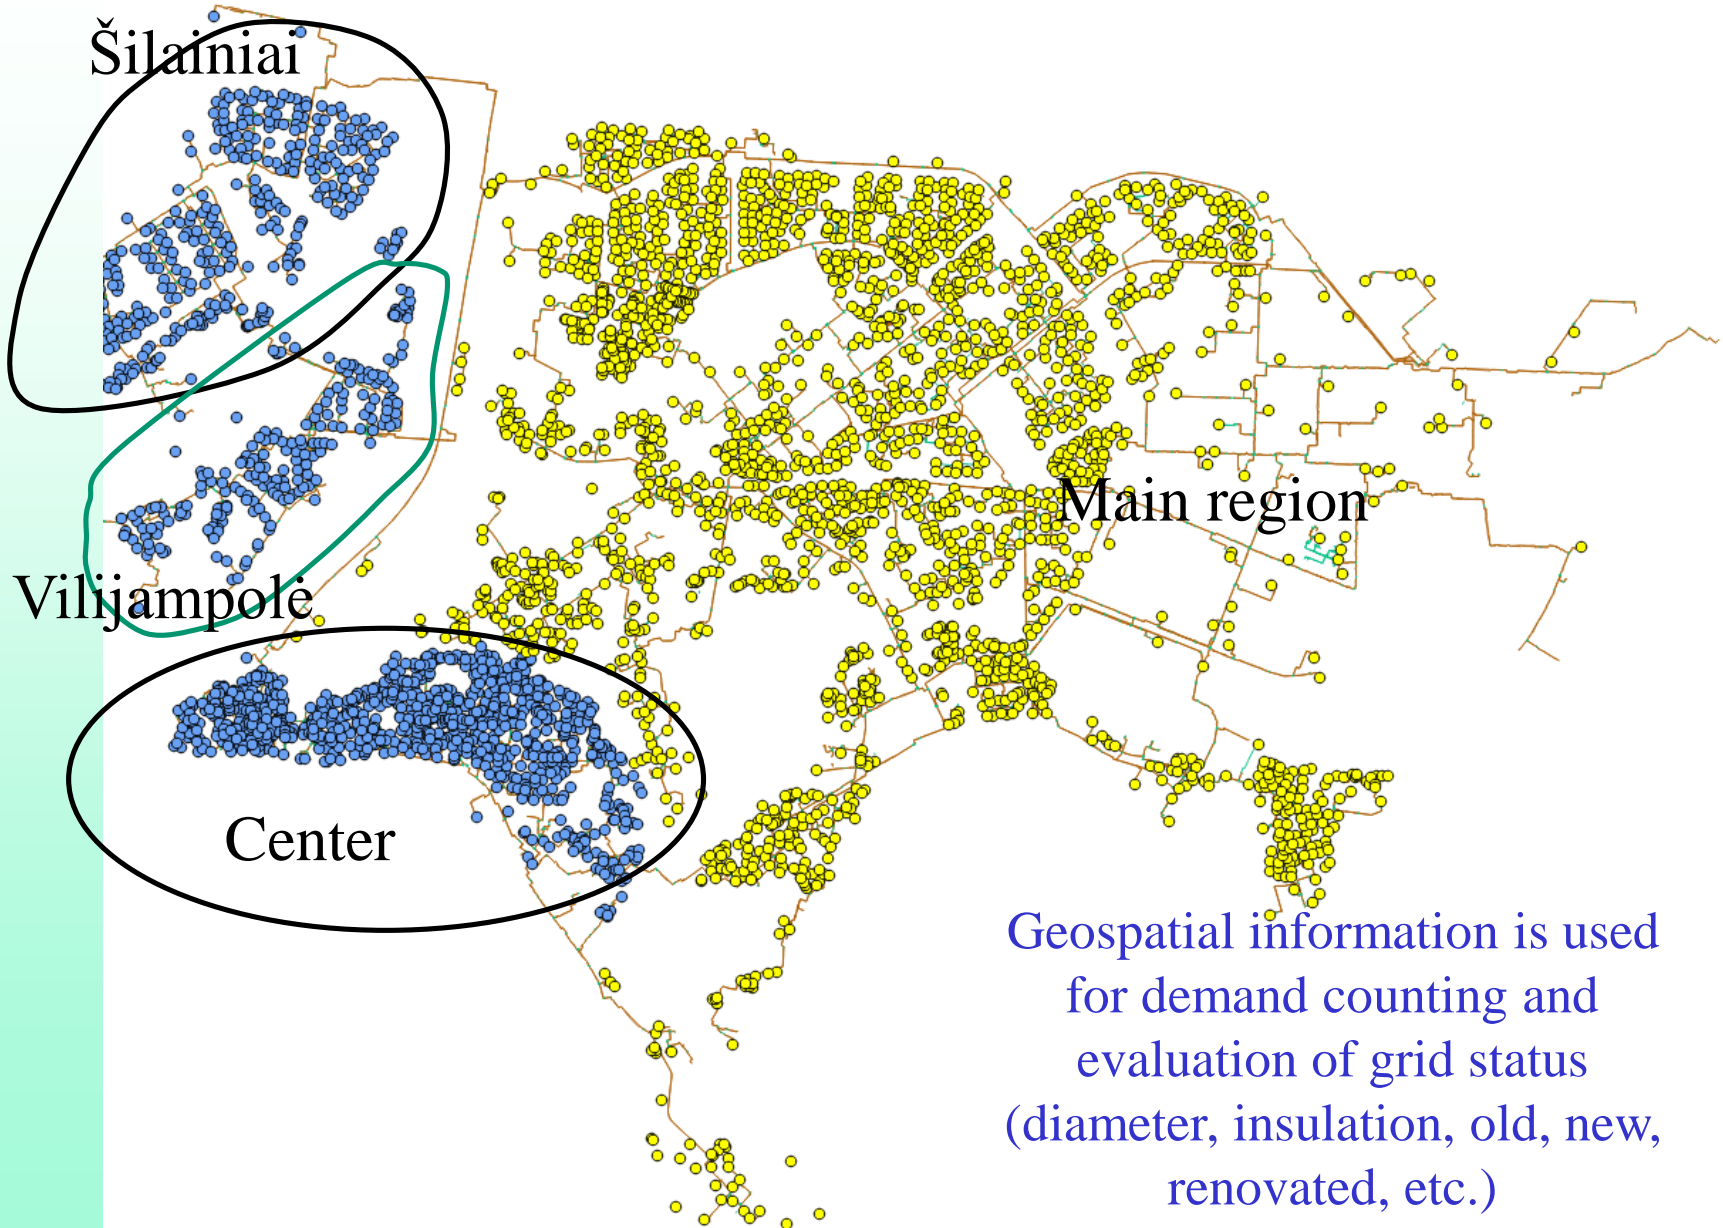 Šilainiai
Main region
Vilijampolė
Center
Geospatial information is used
for demand counting and
evaluation of grid status
(diameter, insulation, old, new,
renovated, etc.)